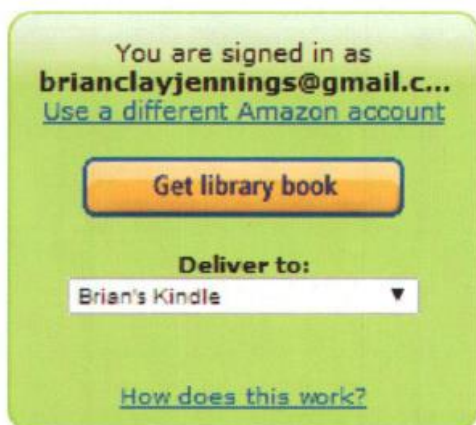 You are signed in as
brianclayjennings@gmail.c...
Use a different Amazon account
Get library book
Deliver to:
Brian's Kindle
How does this work?